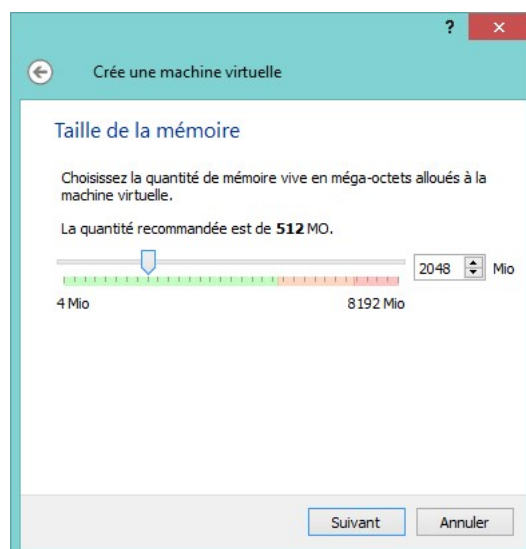 ?
Crée une machine virtuelle
Taille de la mémoire
Choisissez la quantité de mémoire vive en méga-octets alloués à la
machine virtuelle.
La quantité recommandée est de 512 MO.
2048 Mio
4 Mio 8192 Mio
Suivant Annuler